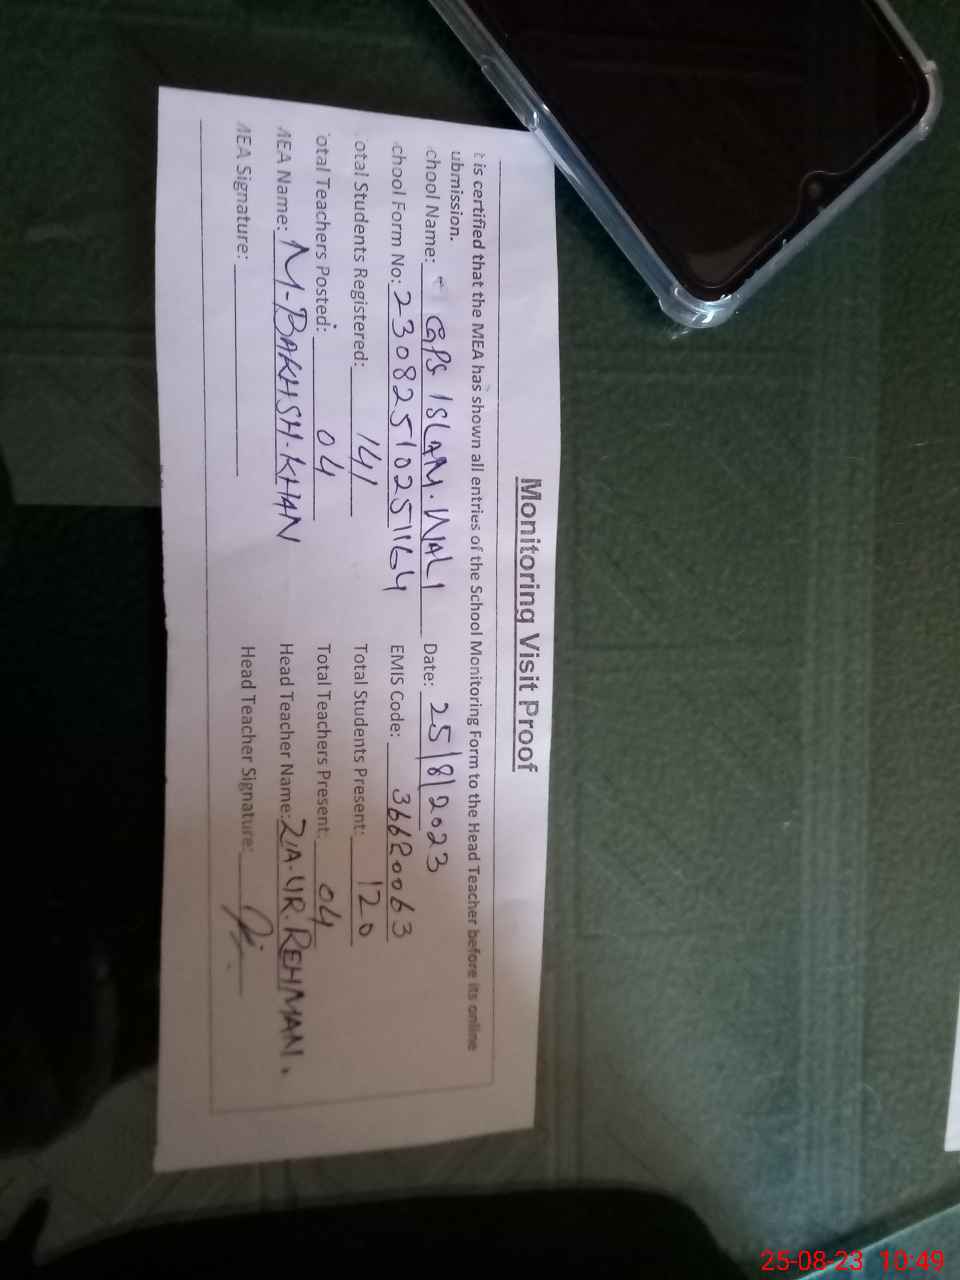 Monitoring Visit Proof
t is certified that the MEA has shown all entries of the School Monitoring Form to the Head Teacher before its online
ubmission.
chool Name: GPS ISLAM.WALI Date: 25/8/2023
chool Form No: 23082510251164 EMIS Code: 36620063
otal Students Registered: 141 Total Students Present: 120
otal Teachers Posted: 04 Total Teachers Present: 04
MEA Name: M-BAKHSH-KHAN Head Teacher Name: ZIA.UR.REHMAN.
MEA Signature: Head Teacher Signature:
25-08-23 10:49